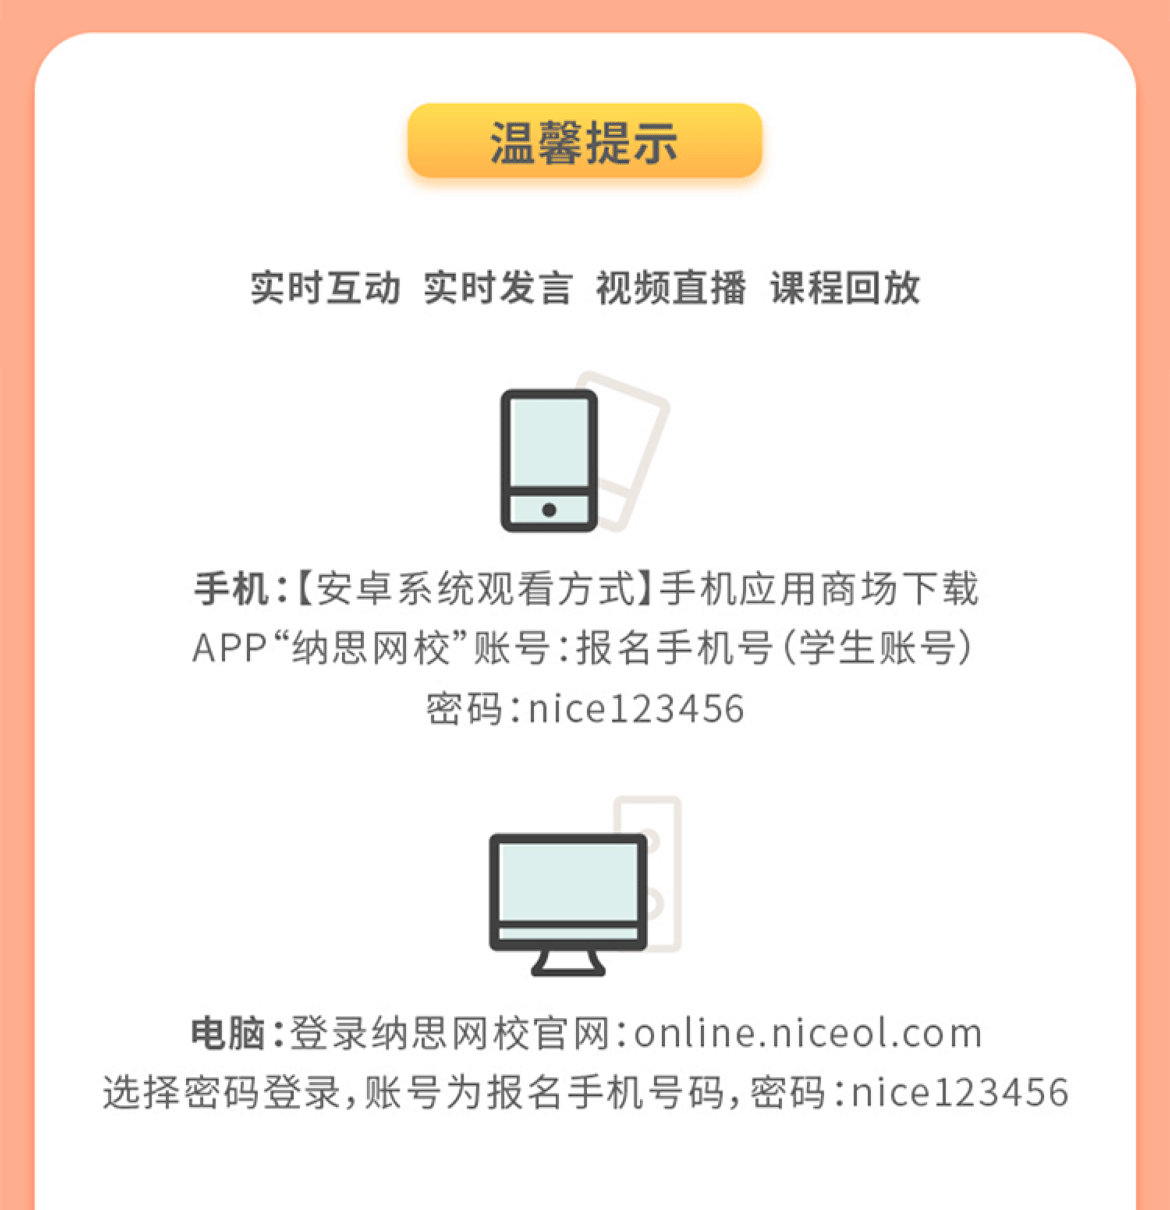 温馨提示
实时互动 实时发言 视频直播 课程回放
手机：【安卓系统观看方式】手机应用商场下载
APP“纳思网校”账号：报名手机号（学生账号）
密码：nice123456
电脑：登录纳思网校官网：online.niceol.com
选择密码登录，账号为报名手机号码，密码：nice123456